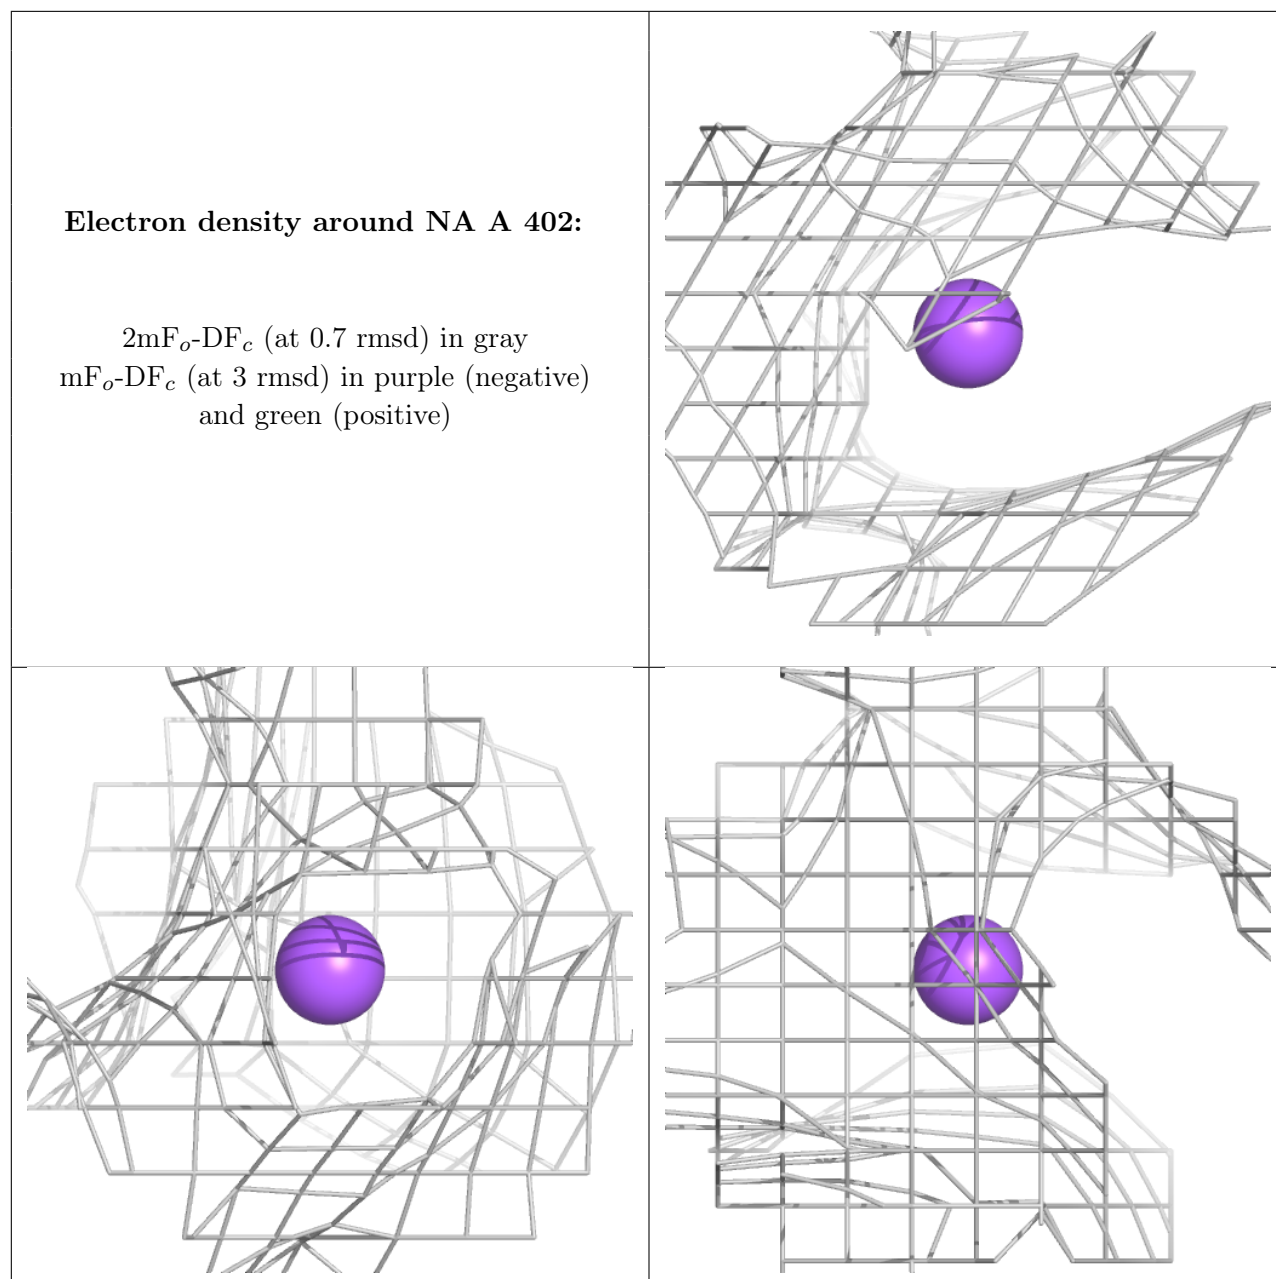 Electron density around NA A 402:
2mFo-DFc (at 0.7 rmsd) in gray
mFo-DFc (at 3 rmsd) in purple (negative)
and green (positive)